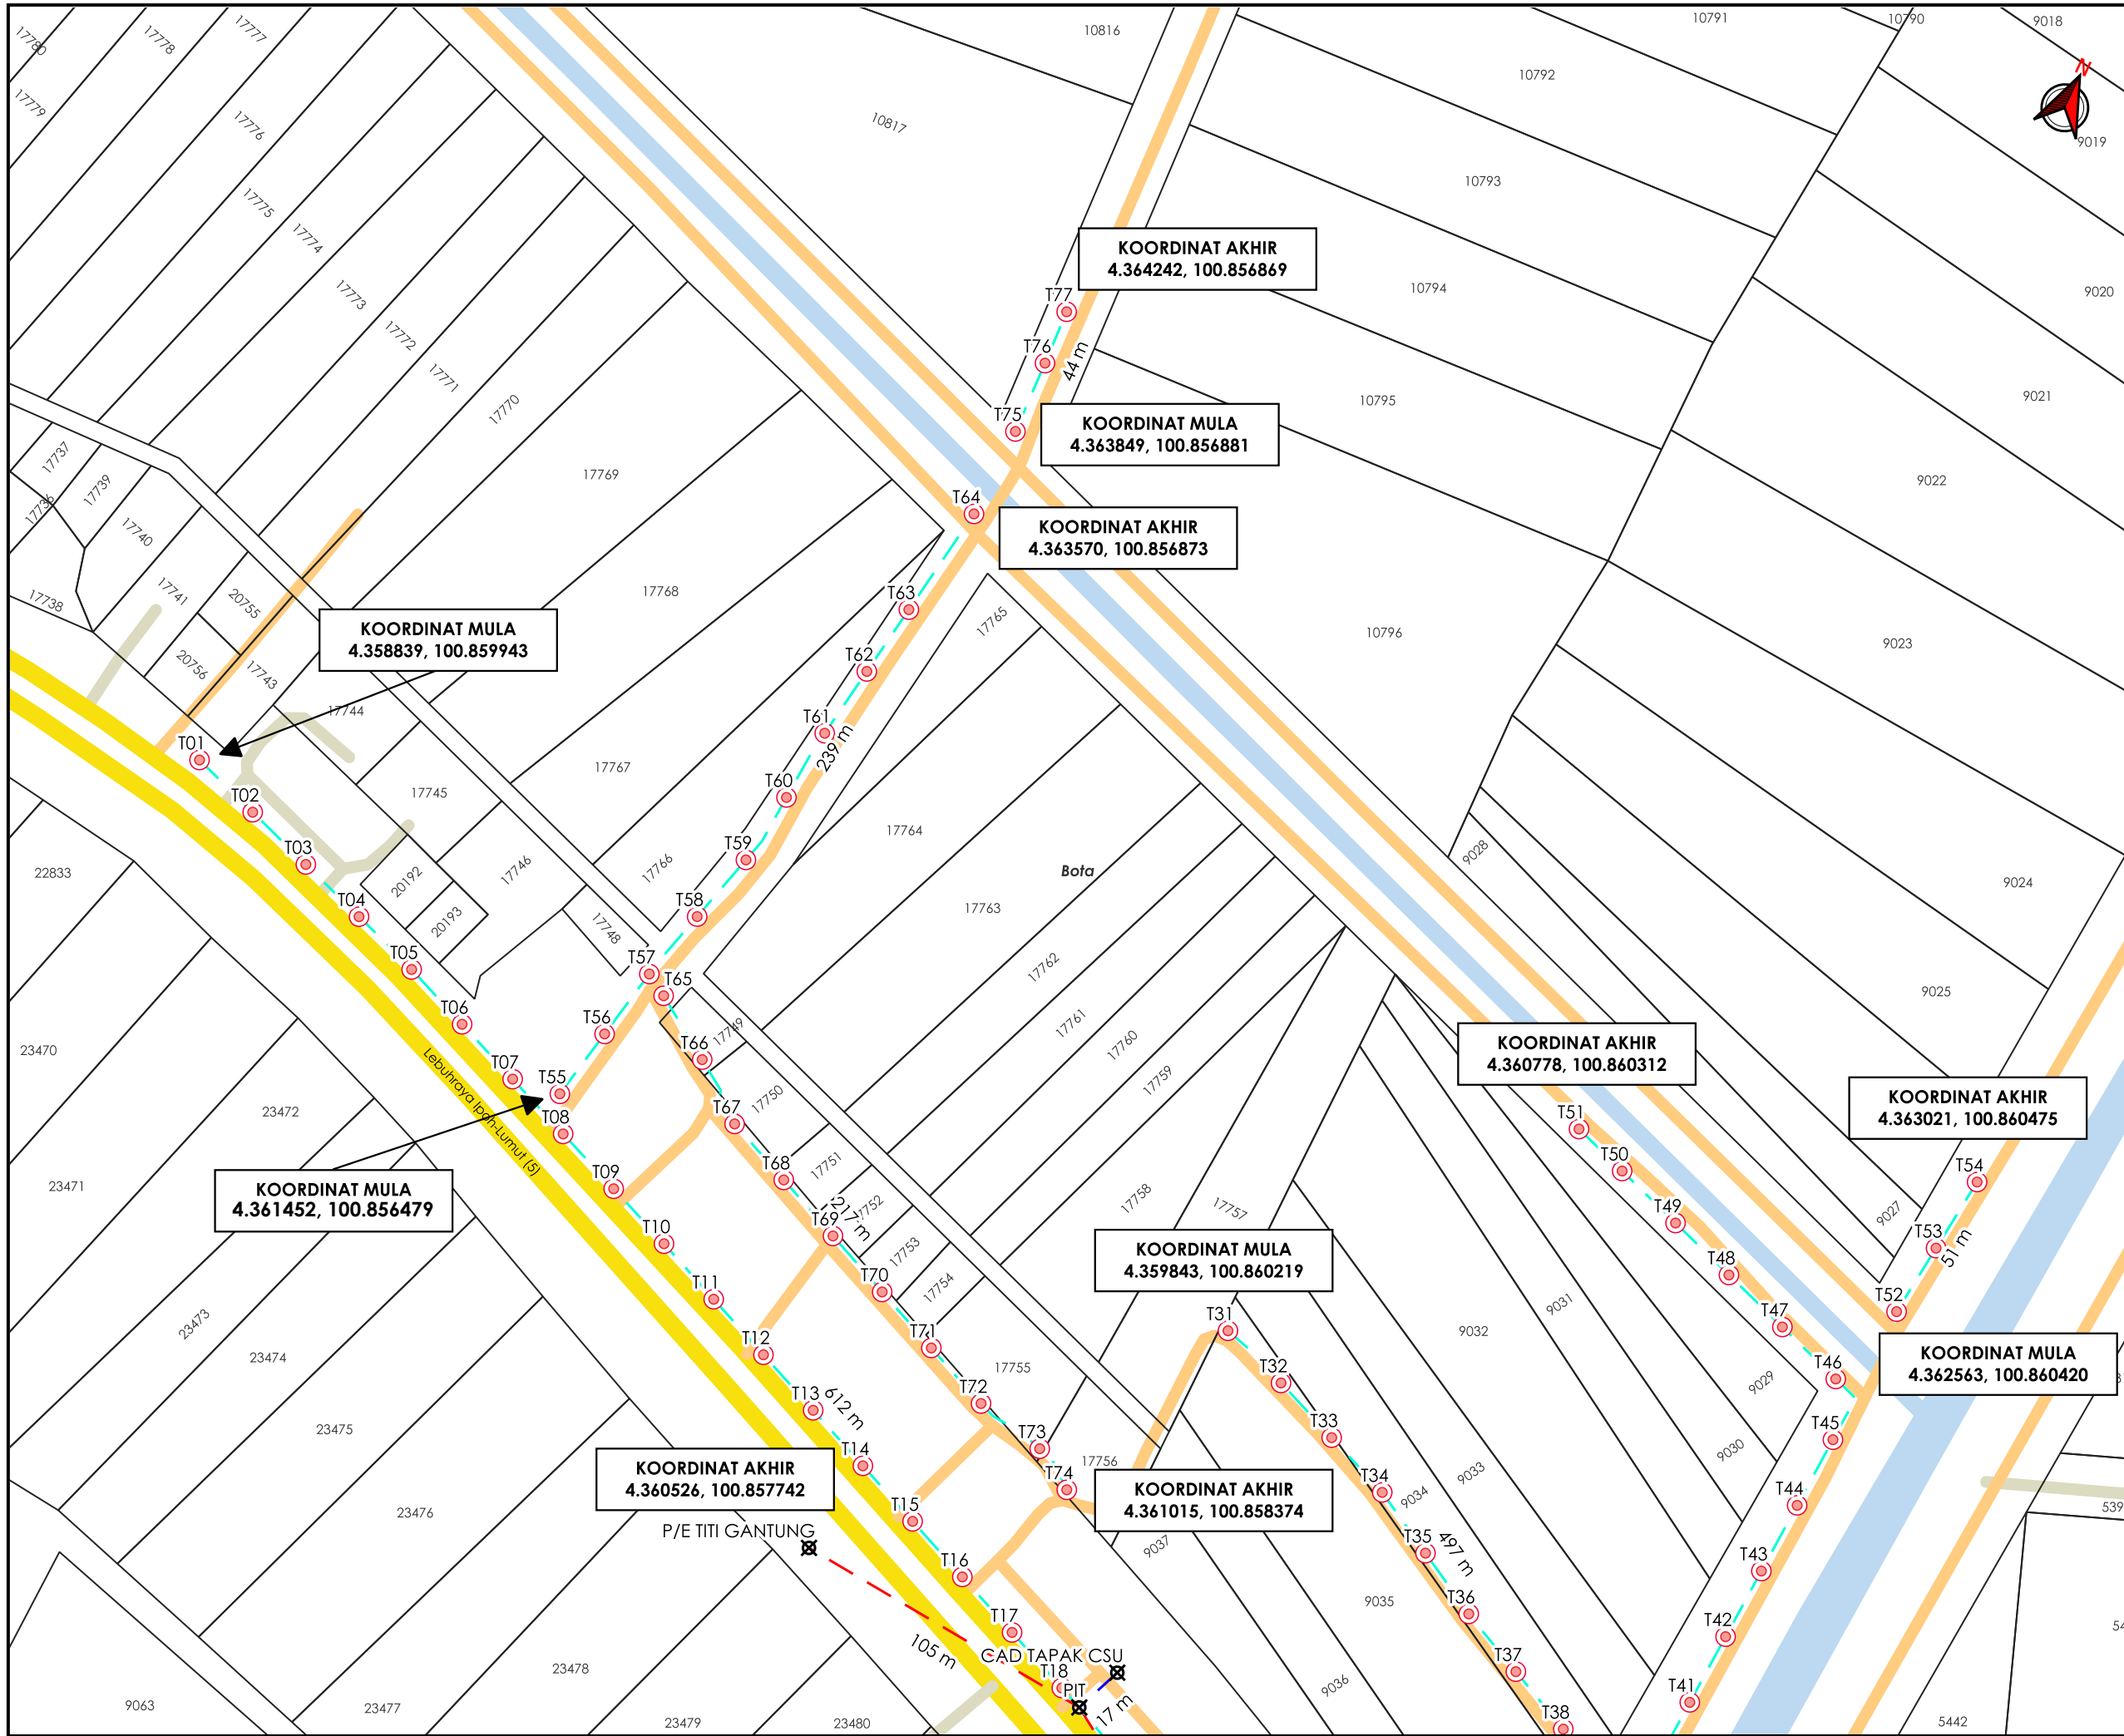 17780
17778
17777
17779
17776
17775
17774
17773
17772
17771
17770
10816
10817
10791
10790
9018
10792
N
9019
10793
KOORDINAT AKHIR
4.364242, 100.856869
10794
9020
T77
T76
44 m
10795
9021
T75
KOORDINAT MULA
4.363849, 100.856881
17737
17739
17736
17740
17769
9022
T64
KOORDINAT AKHIR
4.363570, 100.856873
17738
17741
20755
17768
T63
17765
10796
9023
KOORDINAT MULA
4.358839, 100.859943
20756
17743
T62
17744
T61
239 m
T01
17767
T60
T02
17745
17764
T03
T59
22833
20192
17746
17766
Bota
9028
9024
T04
T58
20193
17748
17763
T05
T57
T65
17762
9025
T06
T56
17749
T66
17761
17760
KOORDINAT AKHIR
4.360778, 100.860312
23470
T07
T55
17759
KOORDINAT AKHIR
4.363021, 100.860475
Lebuhraya Ipoh-Lumut (5)
23472
T08
T67
17750
T51
T50
23471
T09
T68
17751
17758
17757
T54
KOORDINAT MULA
4.361452, 100.856479
T69
217 m
17752
T49
9027
T53
51 m
T10
17753
KOORDINAT MULA
4.359843, 100.860219
T48
T70
17754
T11
9031
T52
23473
T31
T47
T12
T71
9032
KOORDINAT MULA
4.362563, 100.860420
23474
17755
T32
T46
9029
T13
612 m
T72
23475
T33
T45
T14
T73
17756
9030
KOORDINAT AKHIR
4.360526, 100.857742
T74
KOORDINAT AKHIR
4.361015, 100.858374
T34
9034
9033
T44
23476
T15
P/E TITI GANTUNG
9037
T35
497 m
T16
T43
T36
9035
T17
T42
105 m
CAD TAPAK CSU
T37
23478
T18
9036
PIT
T41
9063
23477
17 m
T38
23479
23480
5442